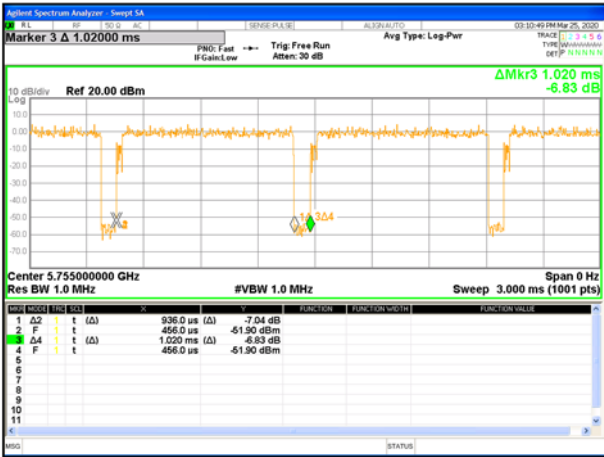 Agilent Spectrum Analyzer - Swept SA
RL RF 50 Ω AC SENSE:PULSE ALIGN AUTO 03:10:49 PM Mar 25, 2020
Marker 3 Δ 1.02000 ms
PNO: Fast Trig: Free Run Avg Type: Log-Pwr TRACE 1 2 3 4 5 6
IFGain:Low Atten: 30 dB TYPE
DET P N N N N N
ΔMkr3 1.020 ms
-6.83 dB
10 dB/div Ref 20.00 dBm
Log
10.0
0.00
-10.0
-20.0
-30.0
-40.0
-50.0
-60.0
-70.0
3Δ4
Center 5.755000000 GHz Span 0 Hz
Res BW 1.0 MHz #VBW 1.0 MHz Sweep 3.000 ms (1001 pts)
MKR MODE TRC SCL X Y FUNCTION FUNCTION WIDTH FUNCTION VALUE
1 Δ2 1 t (Δ) 936.0 µs (Δ) -7.04 dB
2 F 1 t 456.0 µs -51.90 dBm
3 Δ4 1 t (Δ) 1.020 ms (Δ) -6.83 dB
4 F 1 t 456.0 µs -51.90 dBm
5
6
7
8
9
10
11
MSG STATUS